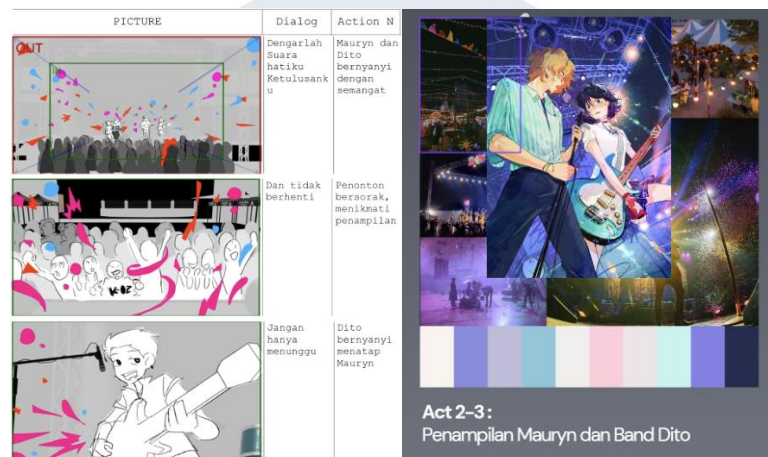 PICTURE
Dialog
Action N
OUT
Dengarlah
Suara
hatiku
Ketulusank
u
Mauryn dan
Dito
bernyanyi
dengan
semangat
Dan tidak
berhenti
Penonton
bersorak,
menikmati
penampilan
Jangan
hanya
menunggu
Dito
bernyanyi
menatap
Mauryn
Act 2-3 :
Penampilan Mauryn dan Band Dito